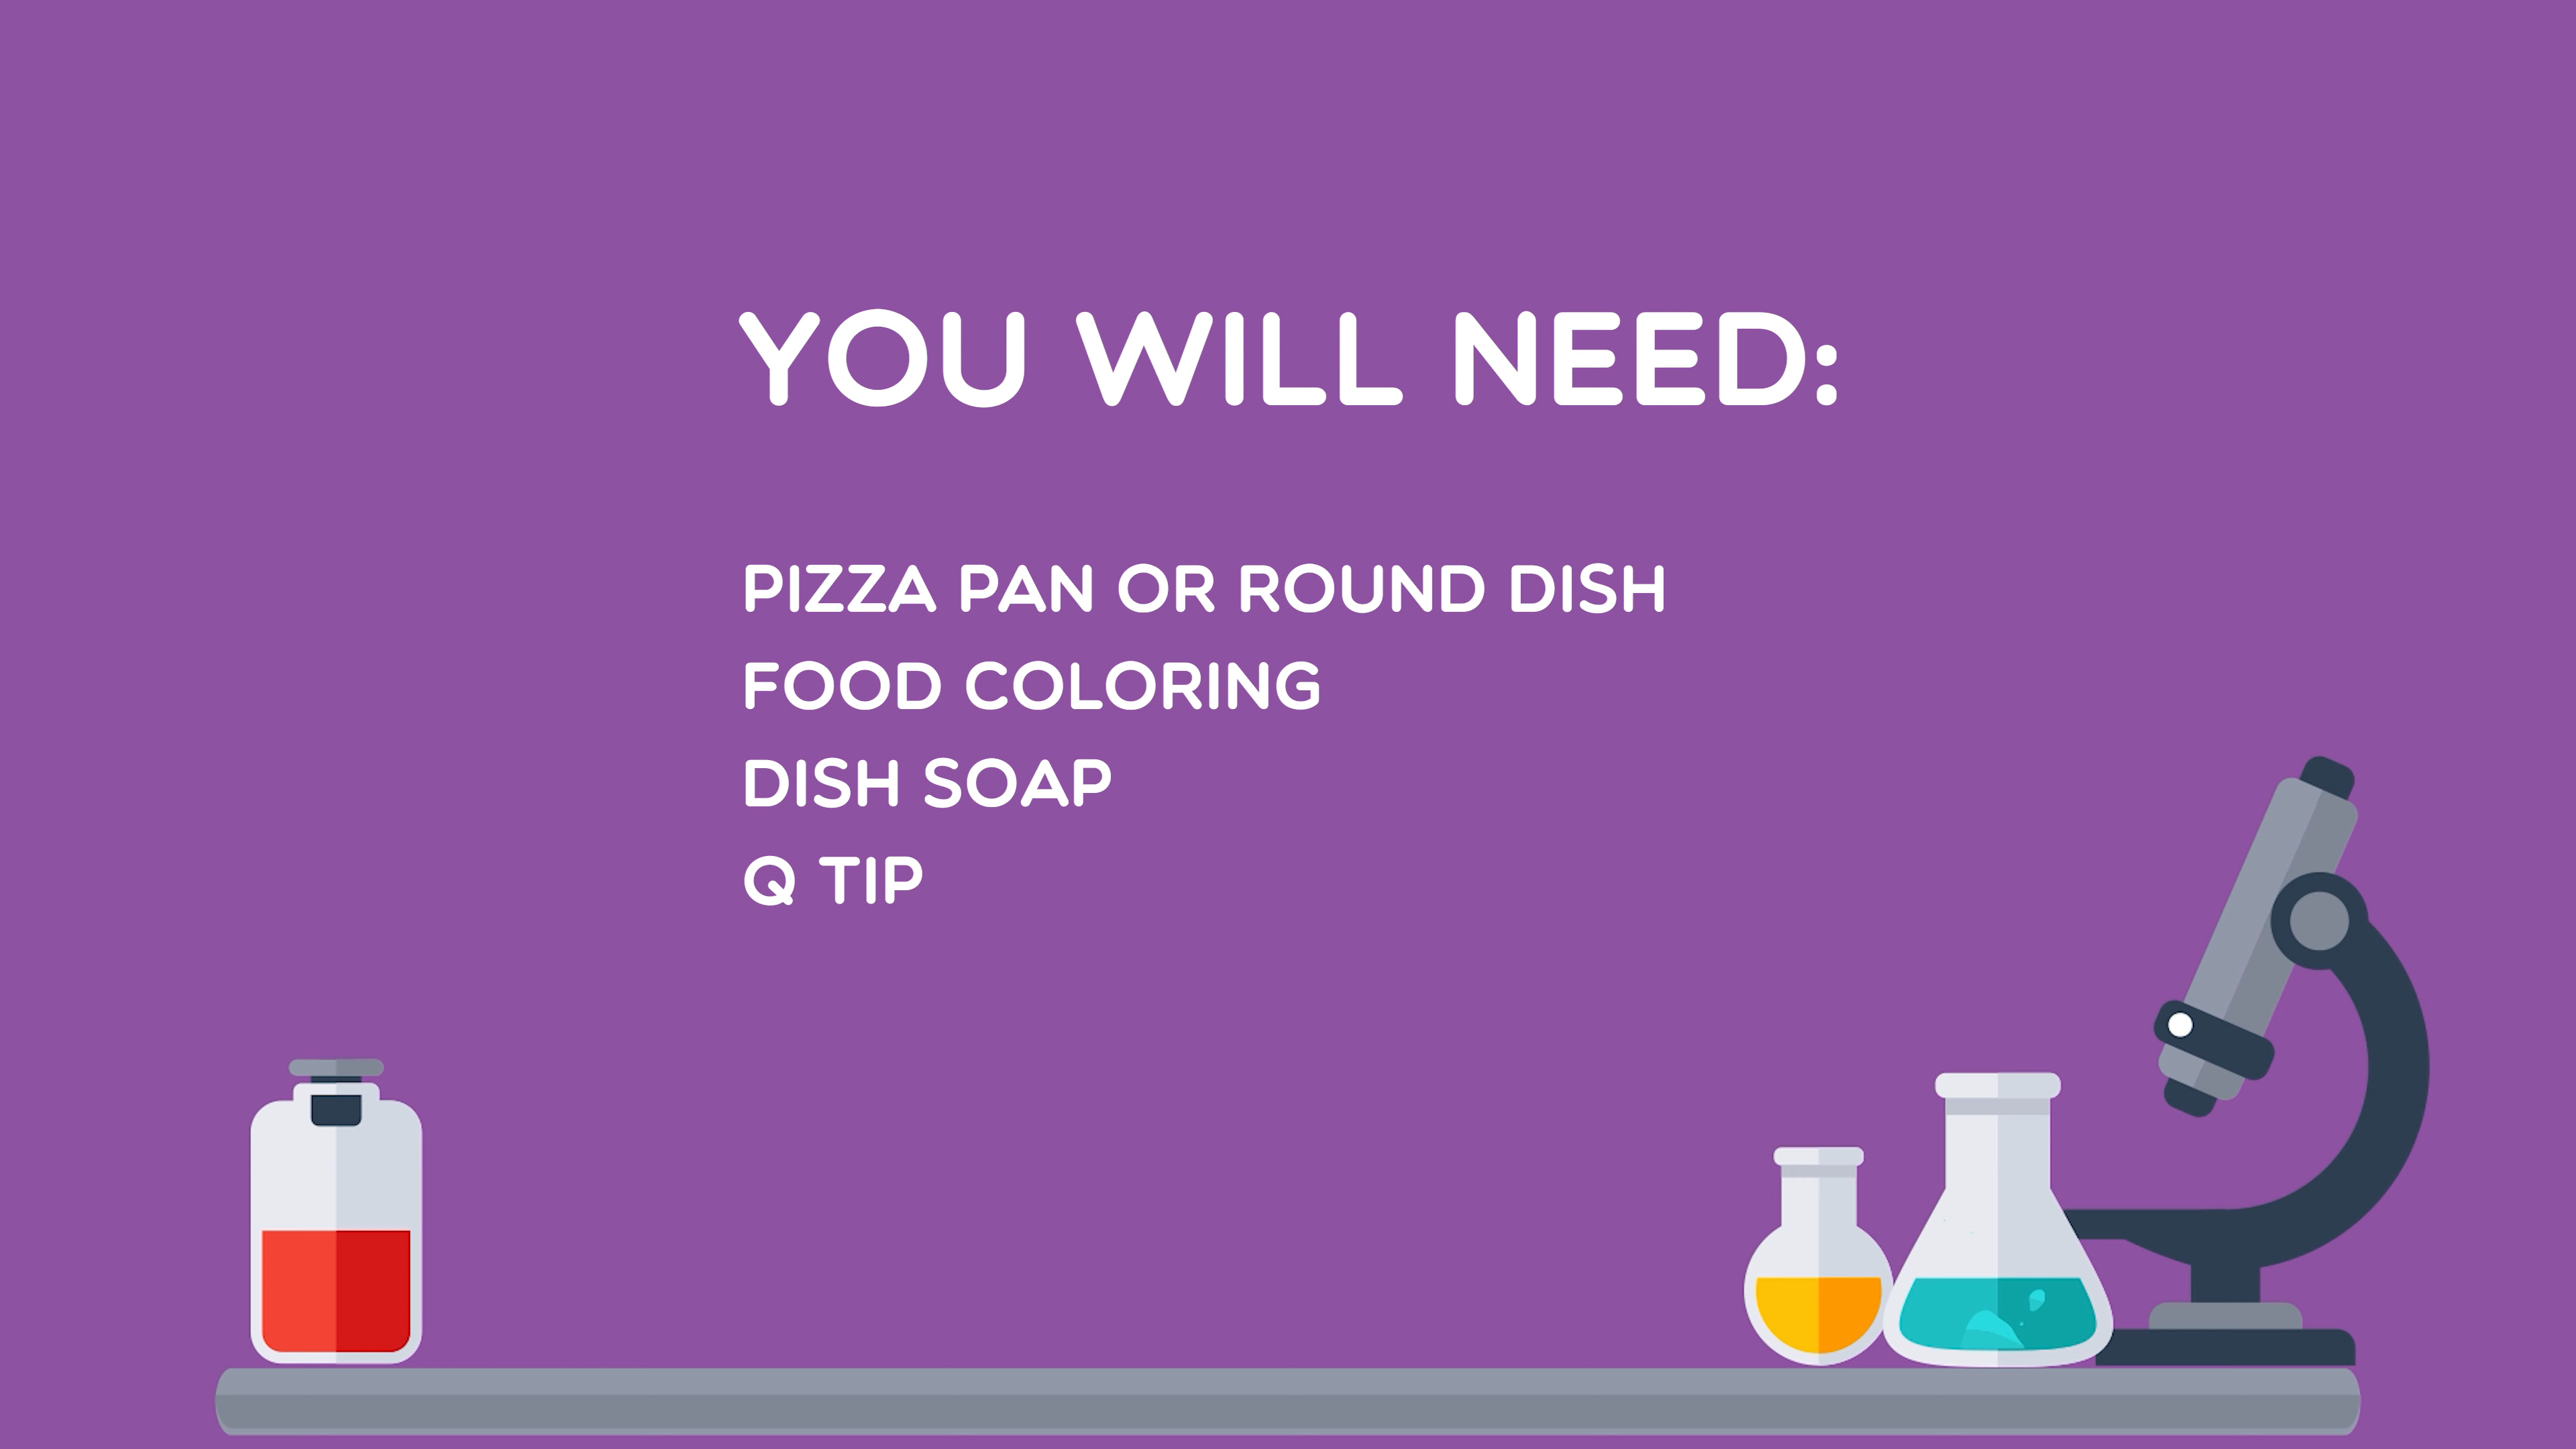 YOU WILL NEED:
PIZZA PAN OR ROUND DISH
FOOD COLORING
DISH SOAP
Q TIP